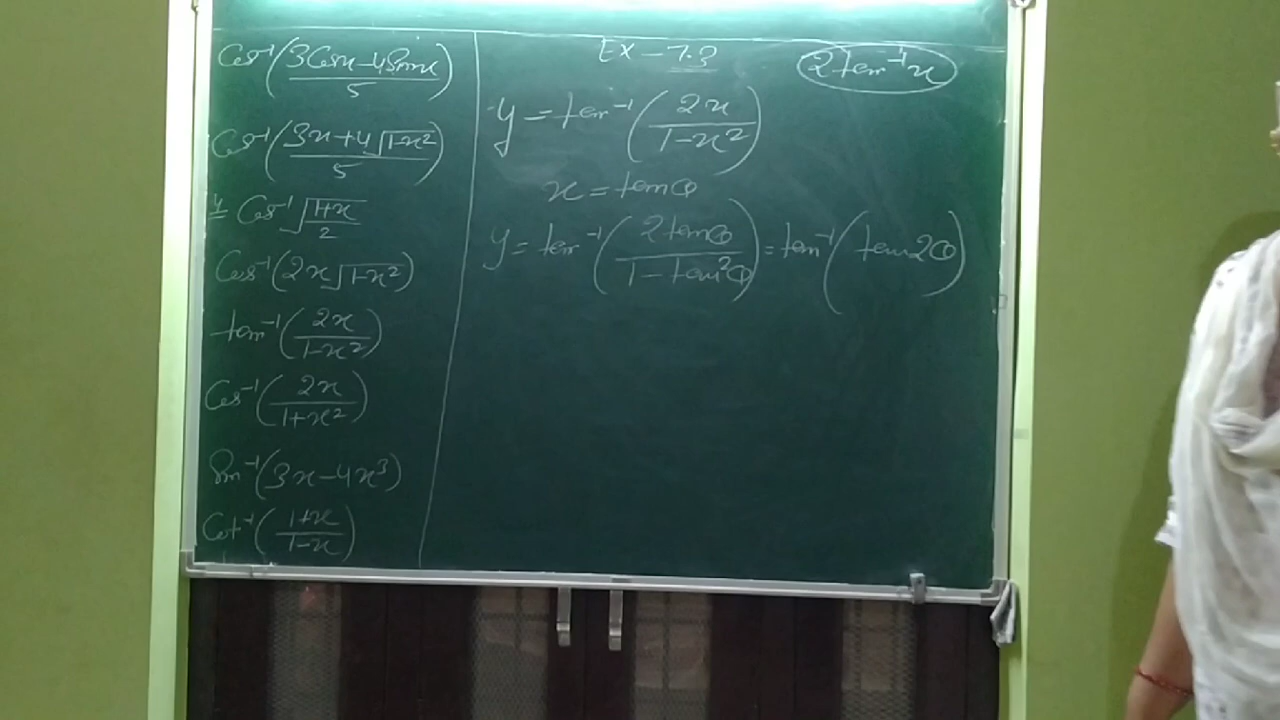 Cos⁻¹(3Cosx-4Sinx/5)
Cos⁻¹(3x+4√1-x²/5)
y= Cos⁻¹√1+x/2
Cos⁻¹(2x√1-x²)
tan⁻¹(2x/1-x²)
Cos⁻¹(2x/1+x²)
Sin⁻¹(3x-4x³)
Cot⁻¹(1+x/1-x)
EX-7.3
2tan⁻¹x
y=tan⁻¹(2x/1-x²)
x=tanθ
y=tan⁻¹(2tanθ/1-tan²θ)=tan⁻¹(tan2θ)